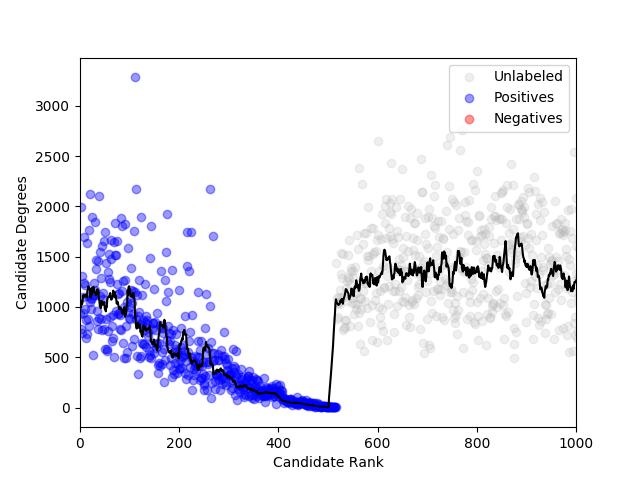 Unlabeled
Positives
Negatives
3000
2500
2000
1500
1000
500
0
Candidate Degrees
0 200 400 600 800 1000
Candidate Rank